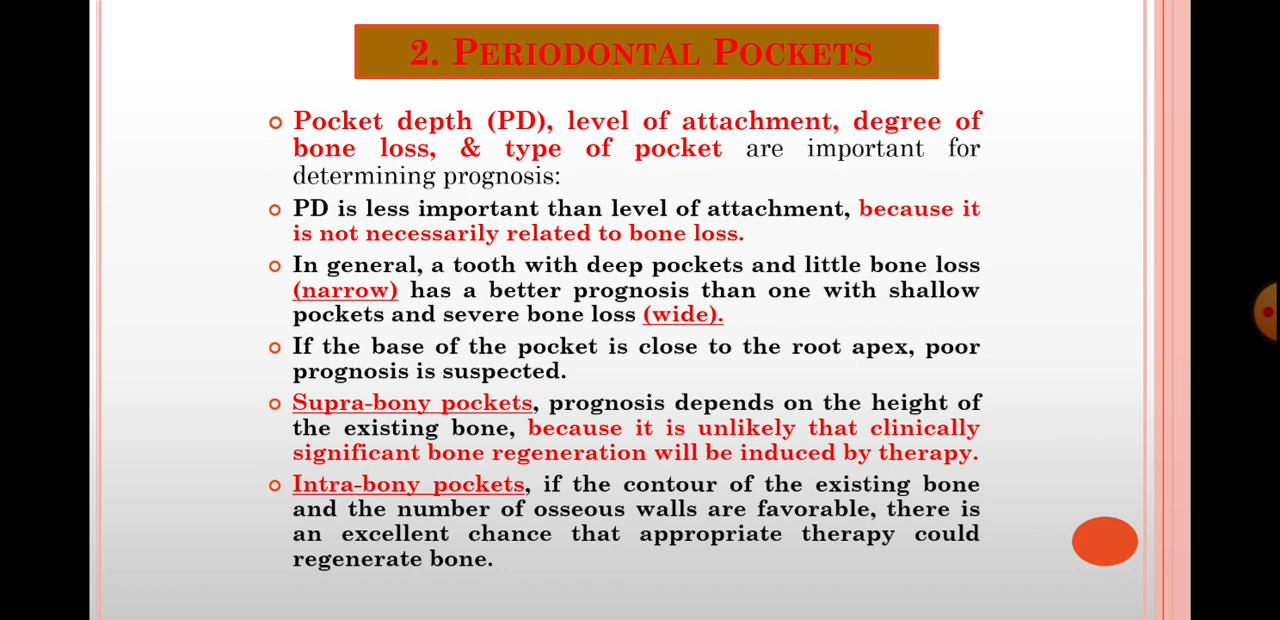 2. PERIODONTAL POCKETS
Pocket depth (PD), level of attachment, degree of
bone loss, & type of pocket are important for
determining prognosis:
PD is less important than level of attachment, because it
is not necessarily related to bone loss.
In general, a tooth with deep pockets and little bone loss
(narrow) has a better prognosis than one with shallow
pockets and severe bone loss (wide).
If the base of the pocket is close to the root apex, poor
prognosis is suspected.
Supra-bony pockets, prognosis depends on the height of
the existing bone, because it is unlikely that clinically
significant bone regeneration will be induced by therapy.
Intra-bony pockets, if the contour of the existing bone
and the number of osseous walls are favorable, there is
an excellent chance that appropriate therapy could
regenerate bone.